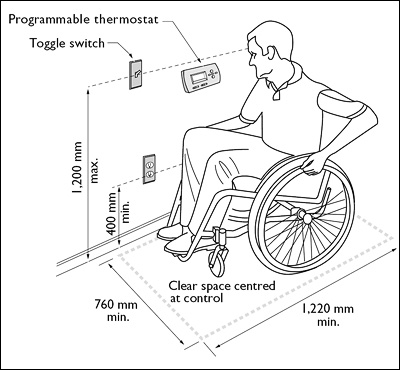 Programmable thermostat
Toggle switch
1,200 mm
max.
400 mm
min.
Clear space centred
at control
760 mm
min.
1,220 mm
min.